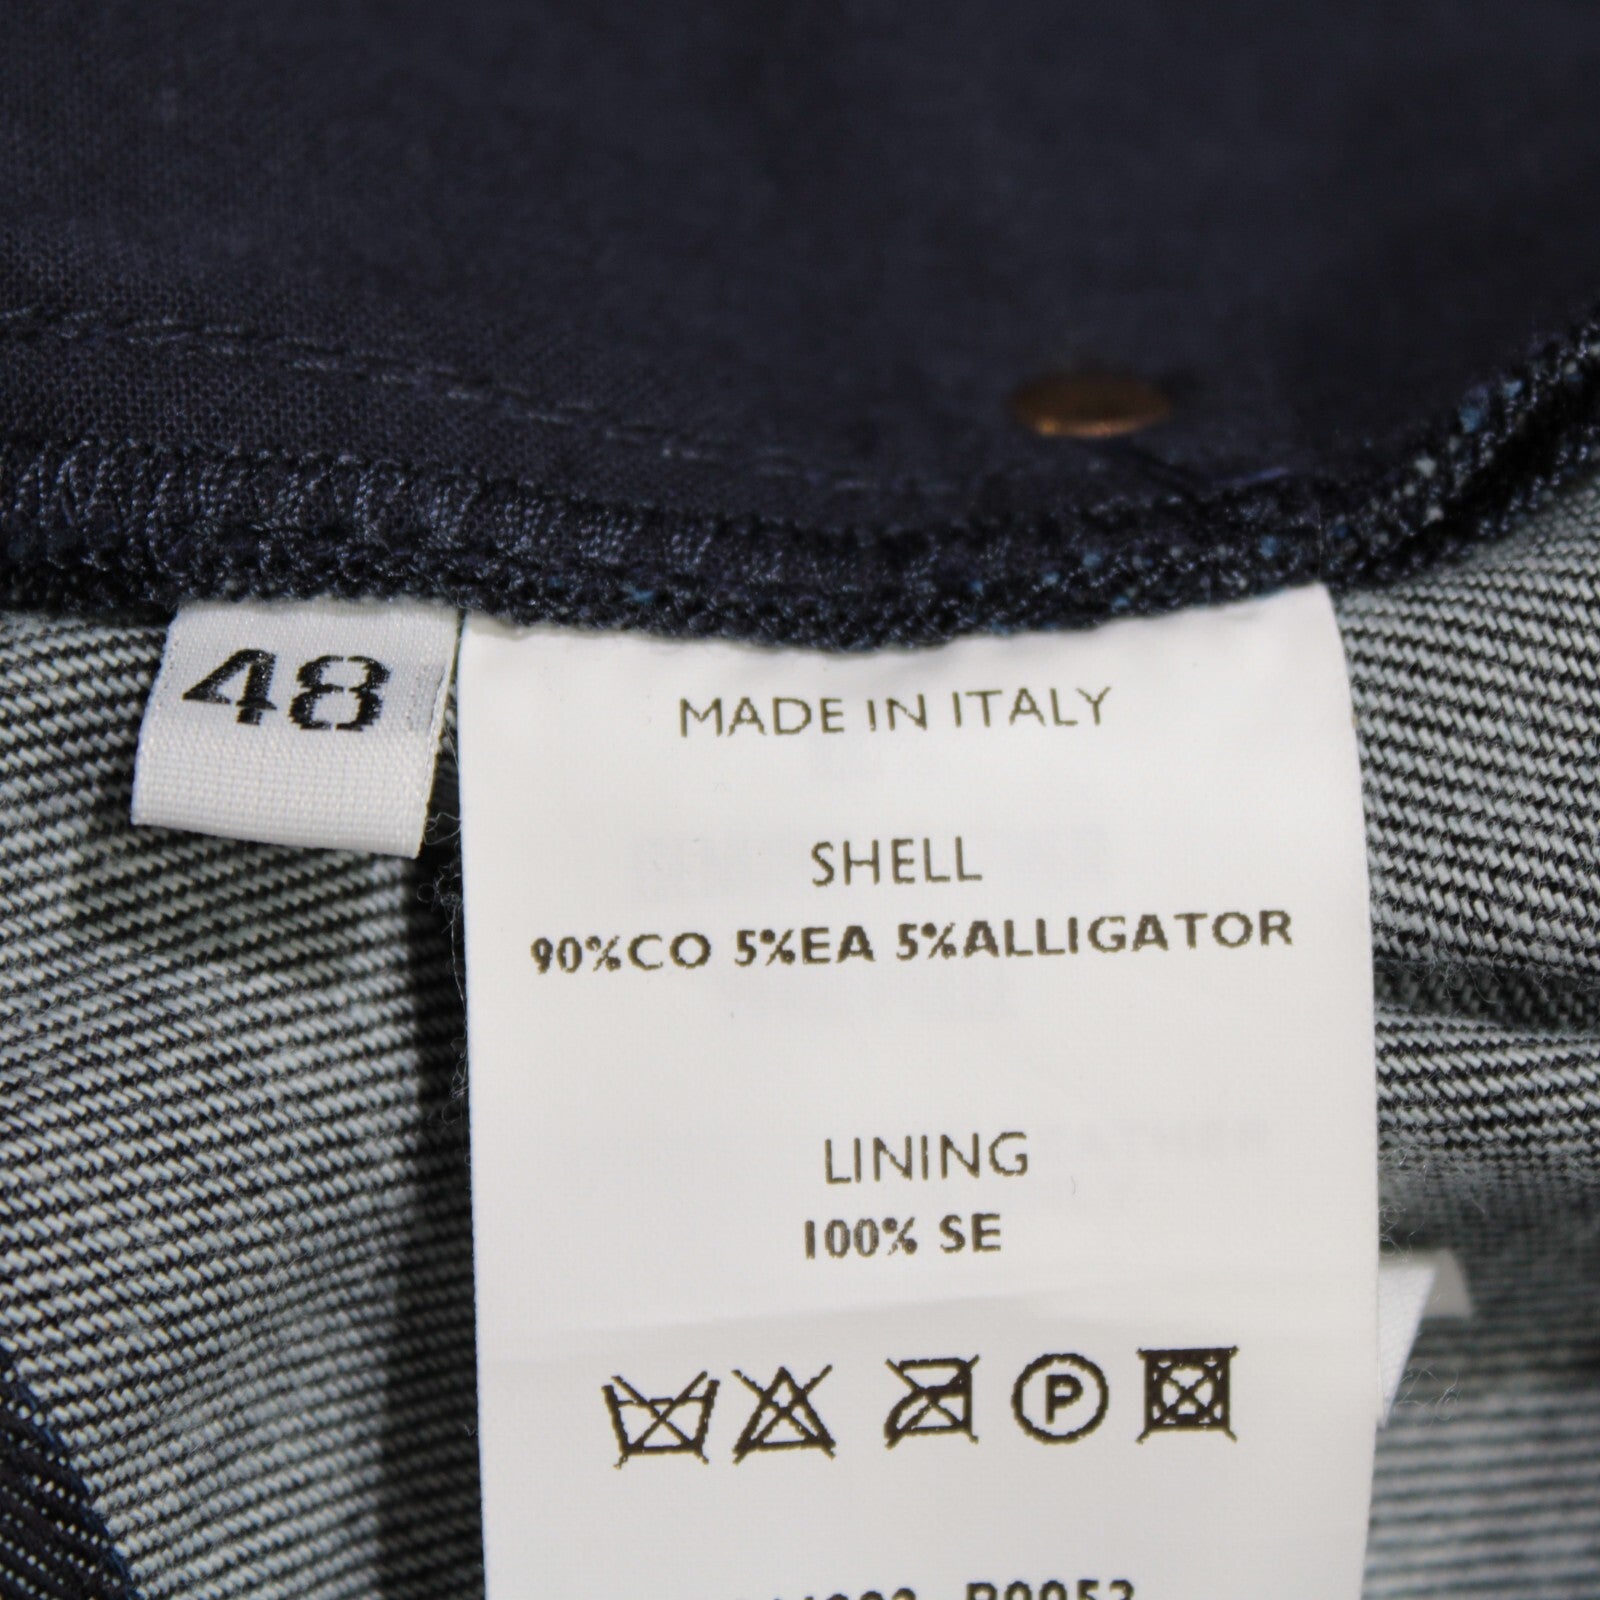 48
MADE IN ITALY
SHELL
90%CO 5%EA 5%ALLIGATOR
LINING
100% SE
P